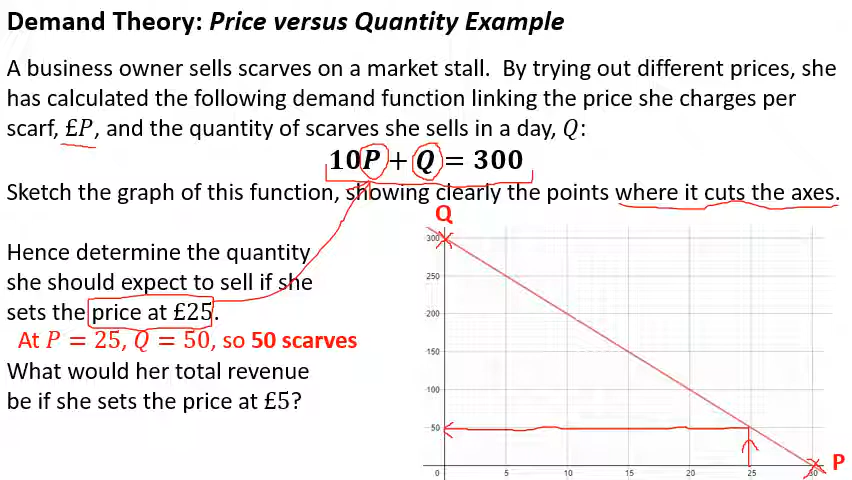 Demand Theory: Price versus Quantity Example
A business owner sells scarves on a market stall. By trying out different prices, she
has calculated the following demand function linking the price she charges per
scarf, £P, and the quantity of scarves she sells in a day, Q:
10P + Q = 300
Sketch the graph of this function, showing clearly the points where it cuts the axes.
Hence determine the quantity
she should expect to sell if she
sets the price at £25.
At P = 25, Q = 50, so 50 scarves
What would her total revenue
be if she sets the price at £5?
Q
300
250
200
150
100
50
0 5 10 15 20 25 30
P